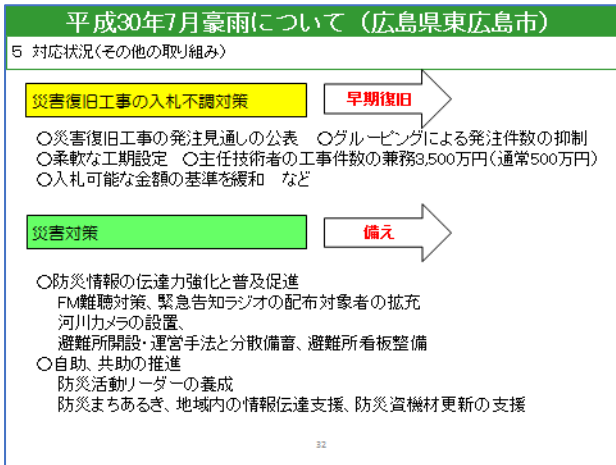 平成30年7月豪雨について（広島県東広島市）
5 対応状況(その他の取り組み)
災害復旧工事の入札不調対策
早期復旧
○災害復旧工事の発注見通しの公表 ○グルーピングによる発注件数の抑制
○柔軟な工期設定 ○主任技術者の工事件数の兼務3,500万円(通常500万円)
○入札可能な金額の基準を緩和 など
災害対策
備え
○防災情報の伝達力強化と普及促進
FM難聴対策、緊急告知ラジオの配布対象者の拡充
河川カメラの設置、
避難所開設・運営手法と分散備蓄、避難所看板整備
○自助、共助の推進
防災活動リーダーの養成
防災まちあるき、地域内の情報伝達支援、防災資機材更新の支援
32